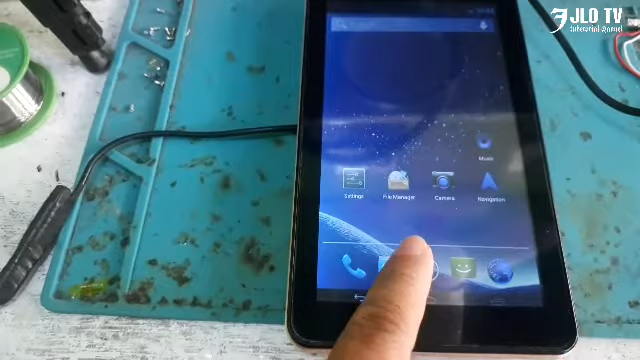 JLO TV
Music
Settings
File Manager
Camera
Navigation